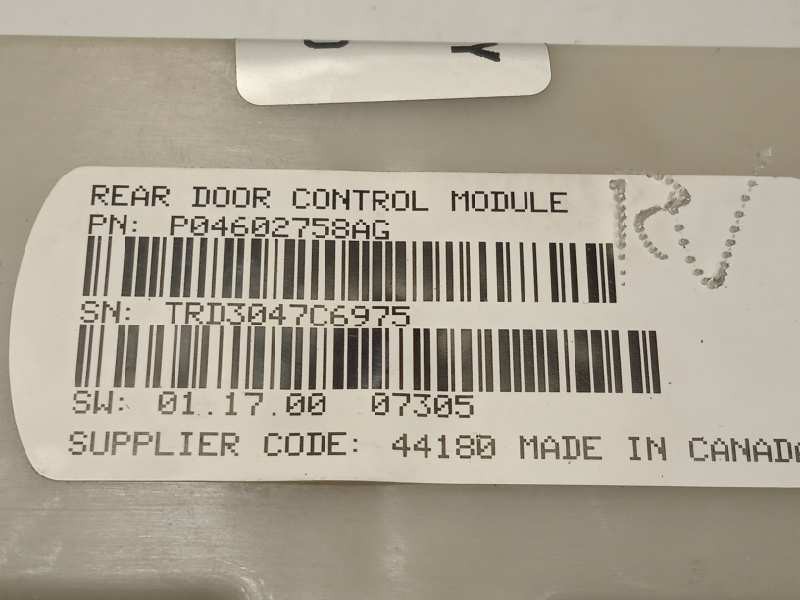 REAR DOOR CONTROL MODULE
PN: P04602758AG
SN: TRD3047C6975
SW: 01.17.00 07305
SUPPLIER CODE: 44180 MADE IN CANADA
RV